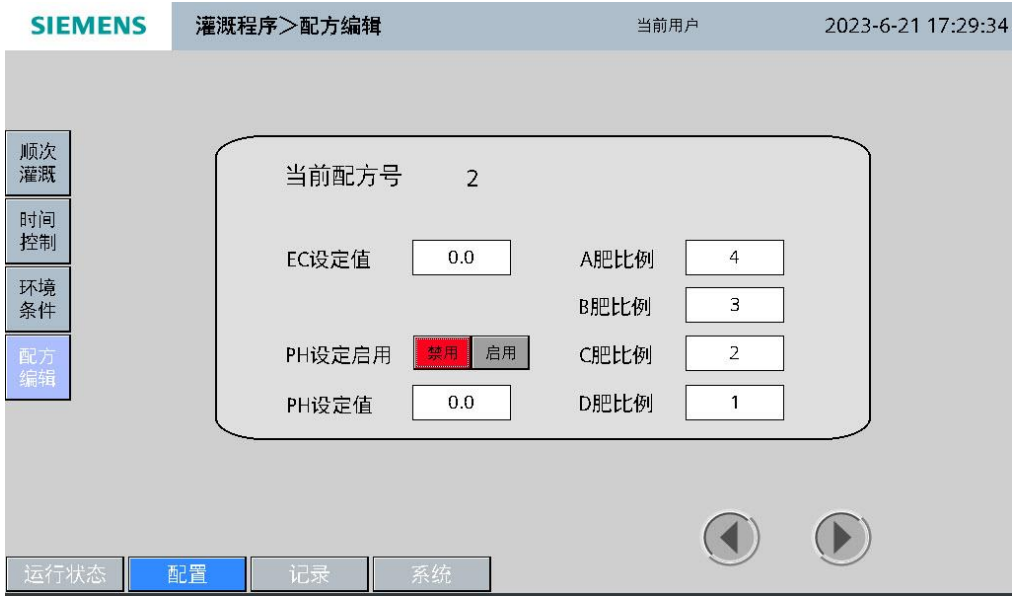 SIEMENS 灌溉程序＞配方编辑 当前用户 2023-6-21 17:29:34
顺次
灌溉
时间
控制
环境
条件
配方
编辑
当前配方号 2
EC设定值 0.0 A肥比例 4
B肥比例 3
PH设定启用 禁用 启用 C肥比例 2
PH设定值 0.0 D肥比例 1
运行状态 配置 记录 系统